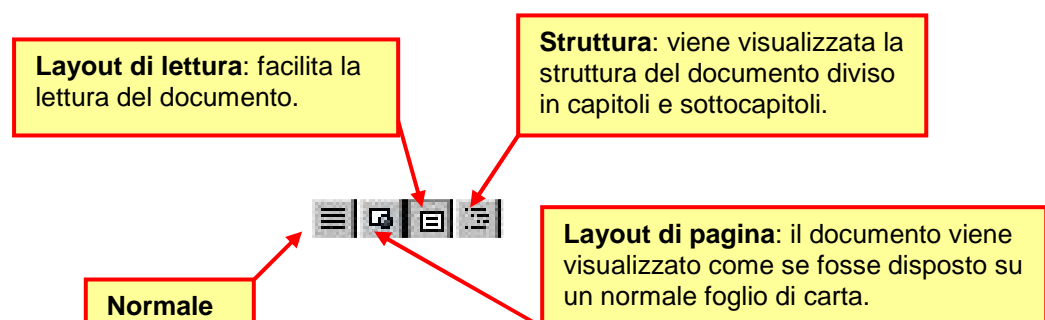 Layout di lettura: facilita la
lettura del documento.
Struttura: viene visualizzata la
struttura del documento diviso
in capitoli e sottocapitoli.
Layout di pagina: il documento viene
visualizzato come se fosse disposto su
un normale foglio di carta.
Normale